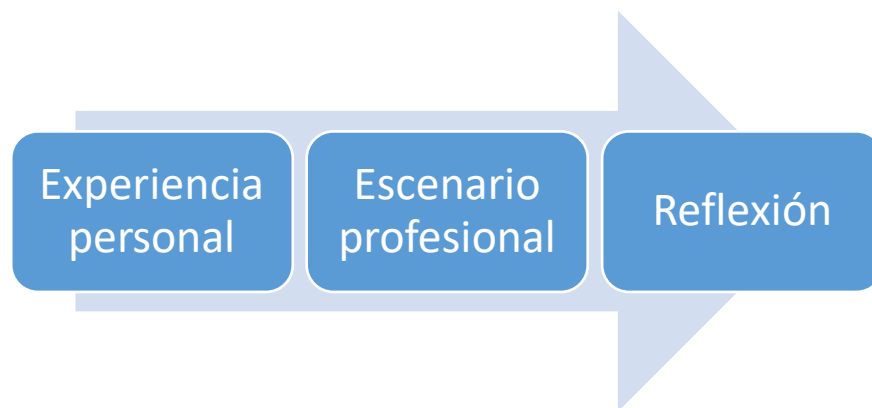 Experiencia
personal
Escenario
profesional
Reflexión